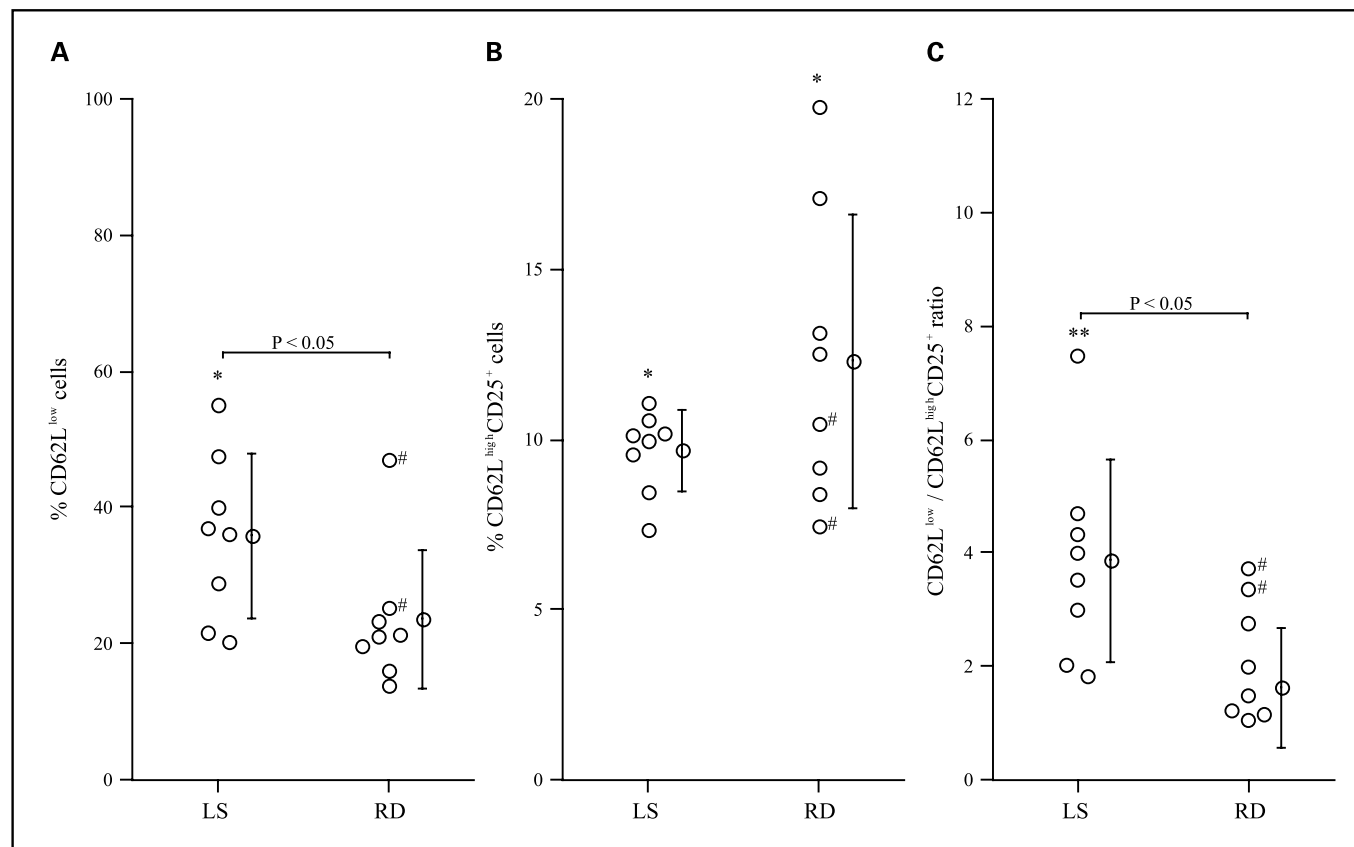 A
B
C
100
80
60
40
20
0
% CD62L^low cells
P < 0.05
*
#
#
LS
RD
20
15
10
5
0
% CD62L^high CD25^+ cells
*
*
#
#
LS
RD
12
10
8
6
4
2
0
CD62L^low / CD62L^high CD25^+ ratio
P < 0.05
**
#
#
LS
RD